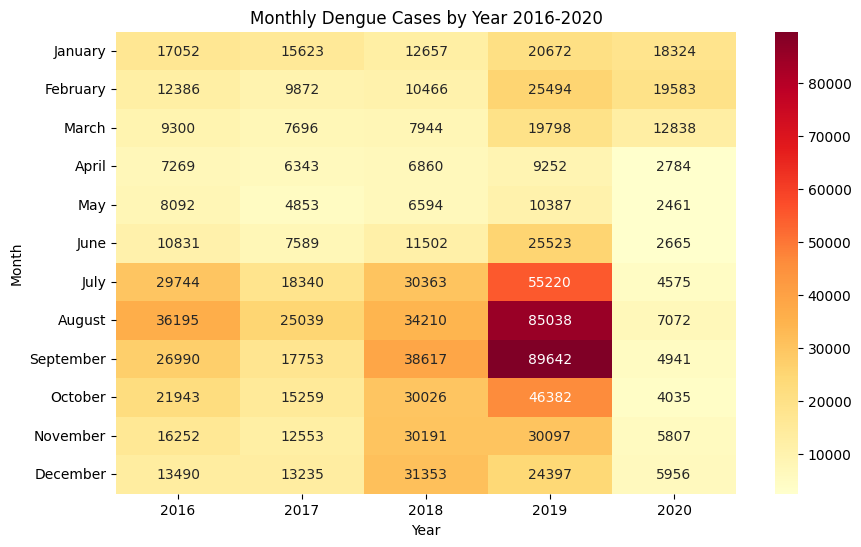 Monthly Dengue Cases by Year 2016-2020
January 17052 15623 12657 20672 18324
February 12386 9872 10466 25494 19583
March 9300 7696 7944 19798 12838
April 7269 6343 6860 9252 2784
May 8092 4853 6594 10387 2461
June 10831 7589 11502 25523 2665
July 29744 18340 30363 55220 4575
August 36195 25039 34210 85038 7072
September 26990 17753 38617 89642 4941
October 21943 15259 30026 46382 4035
November 16252 12553 30191 30097 5807
December 13490 13235 31353 24397 5956
2016 2017 2018 2019 2020
Year
Month
80000
70000
60000
50000
40000
30000
20000
10000